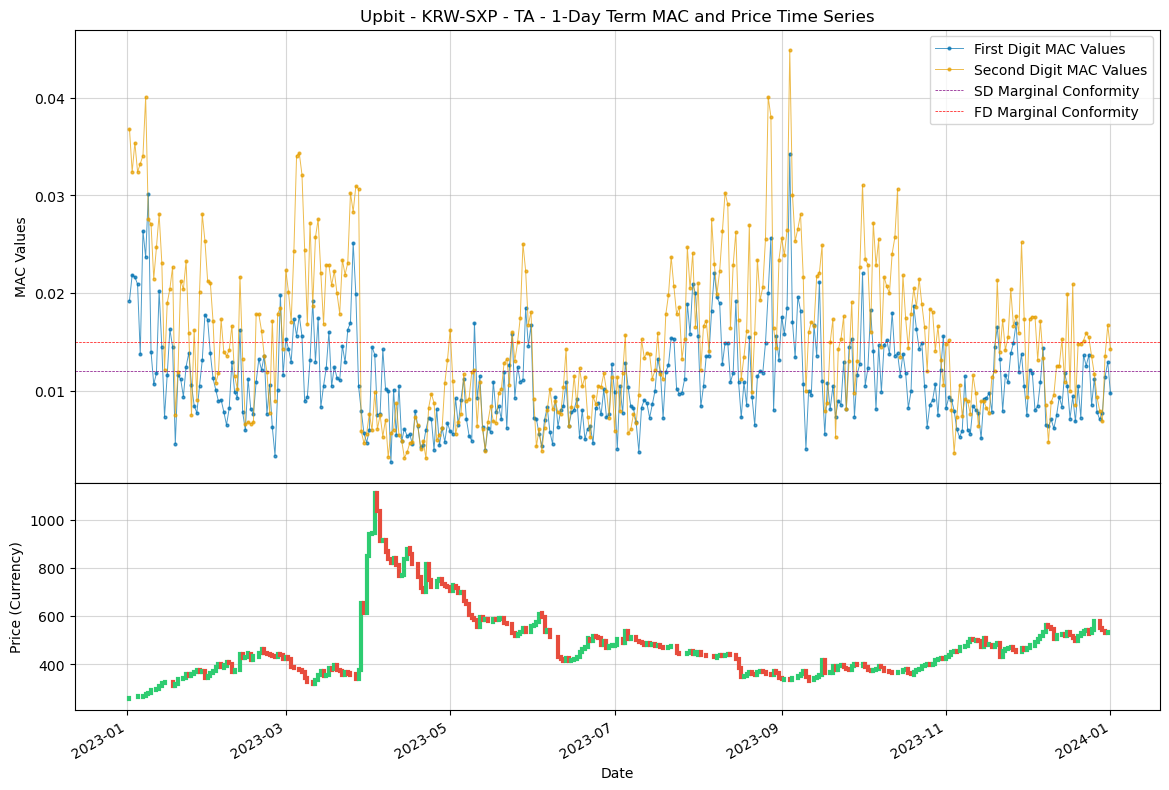 Upbit - KRW-SXP - TA - 1-Day Term MAC and Price Time Series
First Digit MAC Values
Second Digit MAC Values
SD Marginal Conformity
FD Marginal Conformity
MAC Values
0.04
0.03
0.02
0.01
Price (Currency)
1000
800
600
400
2023-01
2023-03
2023-05
2023-07
2023-09
2023-11
2024-01
Date